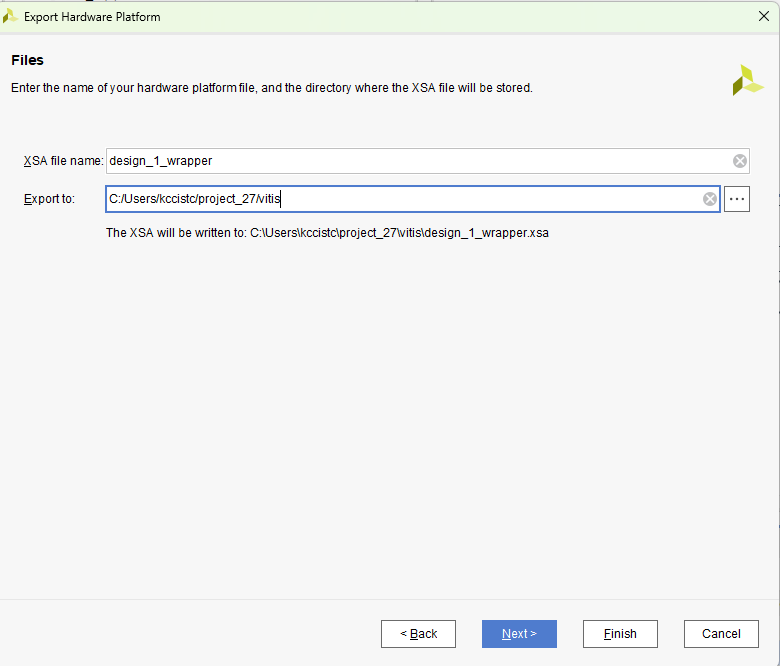 Export Hardware Platform
Files
Enter the name of your hardware platform file, and the directory where the XSA file will be stored.
XSA file name: design_1_wrapper
Export to: C:/Users/kccistc/project_27/vitis
The XSA will be written to: C:\Users\kccistc\project_27\vitis\design_1_wrapper.xsa
< Back Next > Finish Cancel